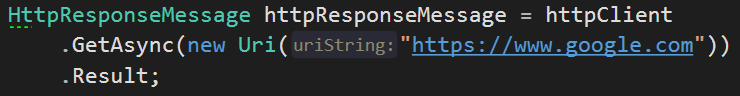 HttpResponseMessage httpResponseMessage = httpClient
.GetAsync(new Uri(uriString:"https://www.google.com"))
.Result;